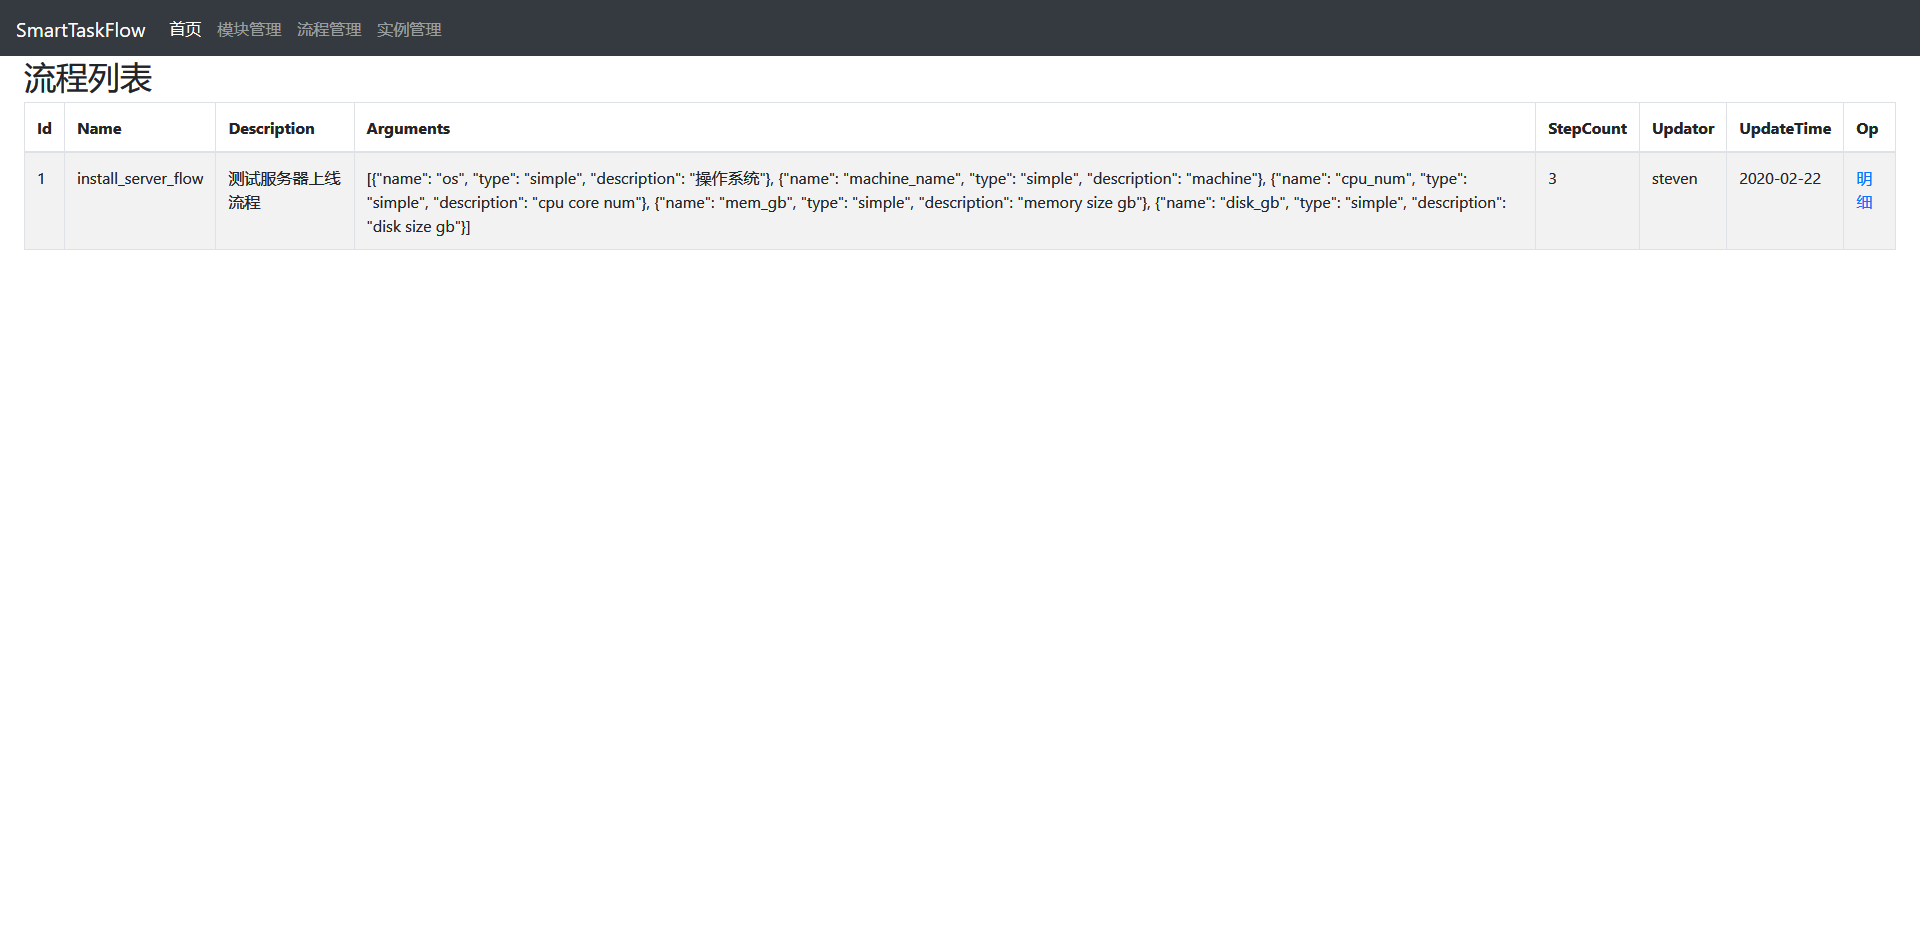 SmartTaskFlow 首页 模块管理 流程管理 实例管理
流程列表
Id Name Description Arguments StepCount Updator UpdateTime Op
1 install_server_flow 测试服务器上线 [{"name": "os", "type": "simple", "description": "操作系统"}, {"name": "machine_name", "type": "simple", "description": "machine"}, {"name": "cpu_num", "type": 3 steven 2020-02-22 明
流程 "simple", "description": "cpu core num"}, {"name": "mem_gb", "type": "simple", "description": "memory size gb"}, {"name": "disk_gb", "type": "simple", "description": 细
"disk size gb"}]